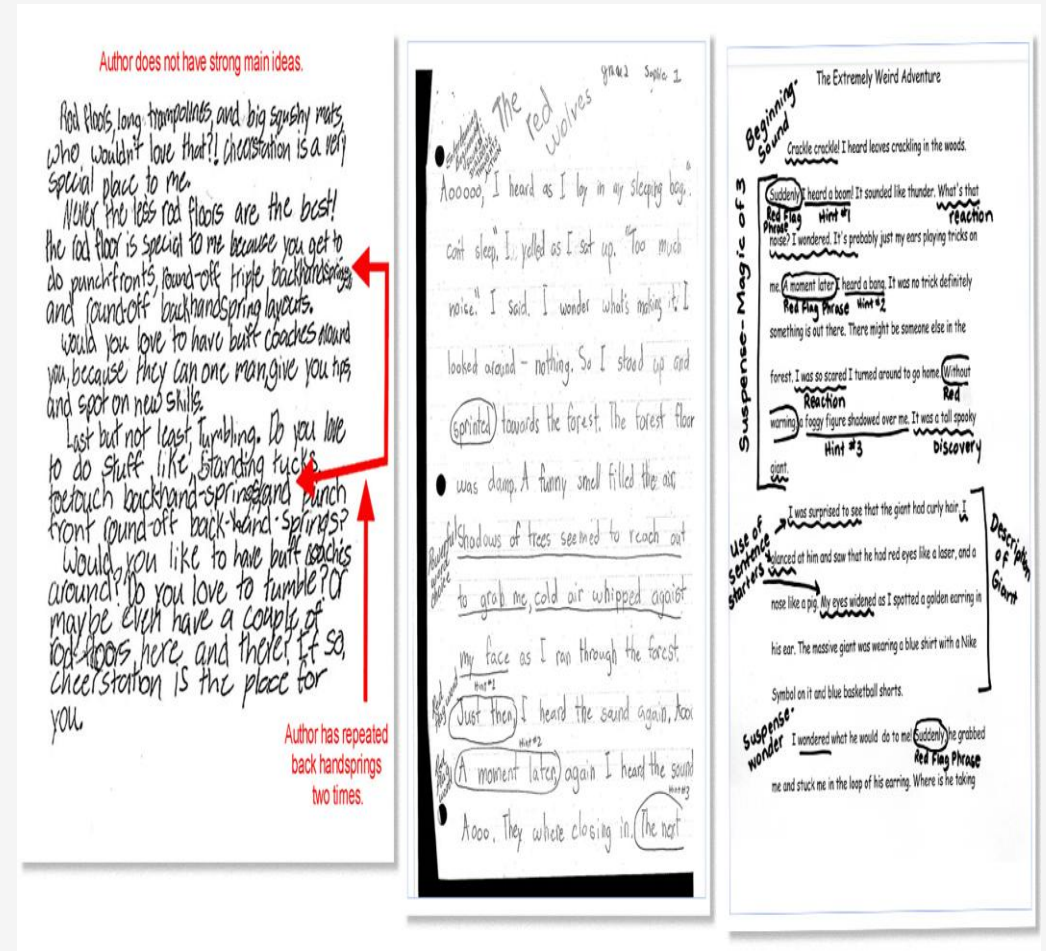 Author does not have strong main ideas.
Rod floors, long trampolines, and big squshy mats,
who wouldn't love that?! cheerstation is a very
special place to me.
Never the less rod floors are the best!
the rod floor is special to me because you get to
do punchfronts, round-off triple backhandsprings
and round-off backhandspring layouts.
would you love to have buff coaches around
you, because they can one man, give you tips,
and spot on new skills.
Last but not least, Tumbling. Do you love
to do stuff like, standing tucks,
toetouch backhand-springs, and punch
front round-off back-hand-springs?
Would you like to have buff coaches
around? Do you love to tumble? Or
maybe even have a couple of
rod-floors here and there? If so,
cheerstation is the place for
you.
Author has repeated
back handsprings
two times.
grade 2 Sophie 1
The
red
wolves
Aooooo, I heard as I lay in my sleeping bag. "
can't sleep", I yelled as I sat up. "Too much
noise." I said. I wonder what's making it? I
looked around - nothing. So I stood up and
sprinted towards the forest. The forest floor
was damp. A funny smell filled the air,
Powerful word choice
Shadows of trees seemed to reach out
to grab me, cold air whipped agaist
my face as I ran through the forest.
Hint #1
Red flag word
Just then, I heard the sound again, Aooo
Hint #2
Red flag word
A moment later, again I heard the sound
Hint #3
Aooo. They where closing in. The next
The Extremely Weird Adventure
Beginning-
Sound
Crackle crackle! I heard leaves crackling in the woods.
Suspense-Magic of 3
Suddenly I heard a boom! It sounded like thunder. What's that
Red Flag Phrase Hint #1 reaction
noise? I wondered. It's probably just my ears playing tricks on
me. A moment later I heard a bang. It was no trick definitely
Red Flag Phrase Hint #2
something is out there. There might be someone else in the
forest. I was so scared I turned around to go home. Without
Reaction Red
warning a foggy figure shadowed over me. It was a tall spooky
Hint #3 Discovery
giant.
Use of sentence starters
I was surprised to see that the giant had curly hair. I
glanced at him and saw that he had red eyes like a laser, and a
nose like a pig. My eyes widened as I spotted a golden earring in
his ear. The massive giant was wearing a blue shirt with a Nike
Symbol on it and blue basketball shorts.
Description of Giant
Suspense-
wonder
I wondered what he would do to me! Suddenly he grabbed
Red Flag Phrase
me and stuck me in the loop of his earring. Where is he taking